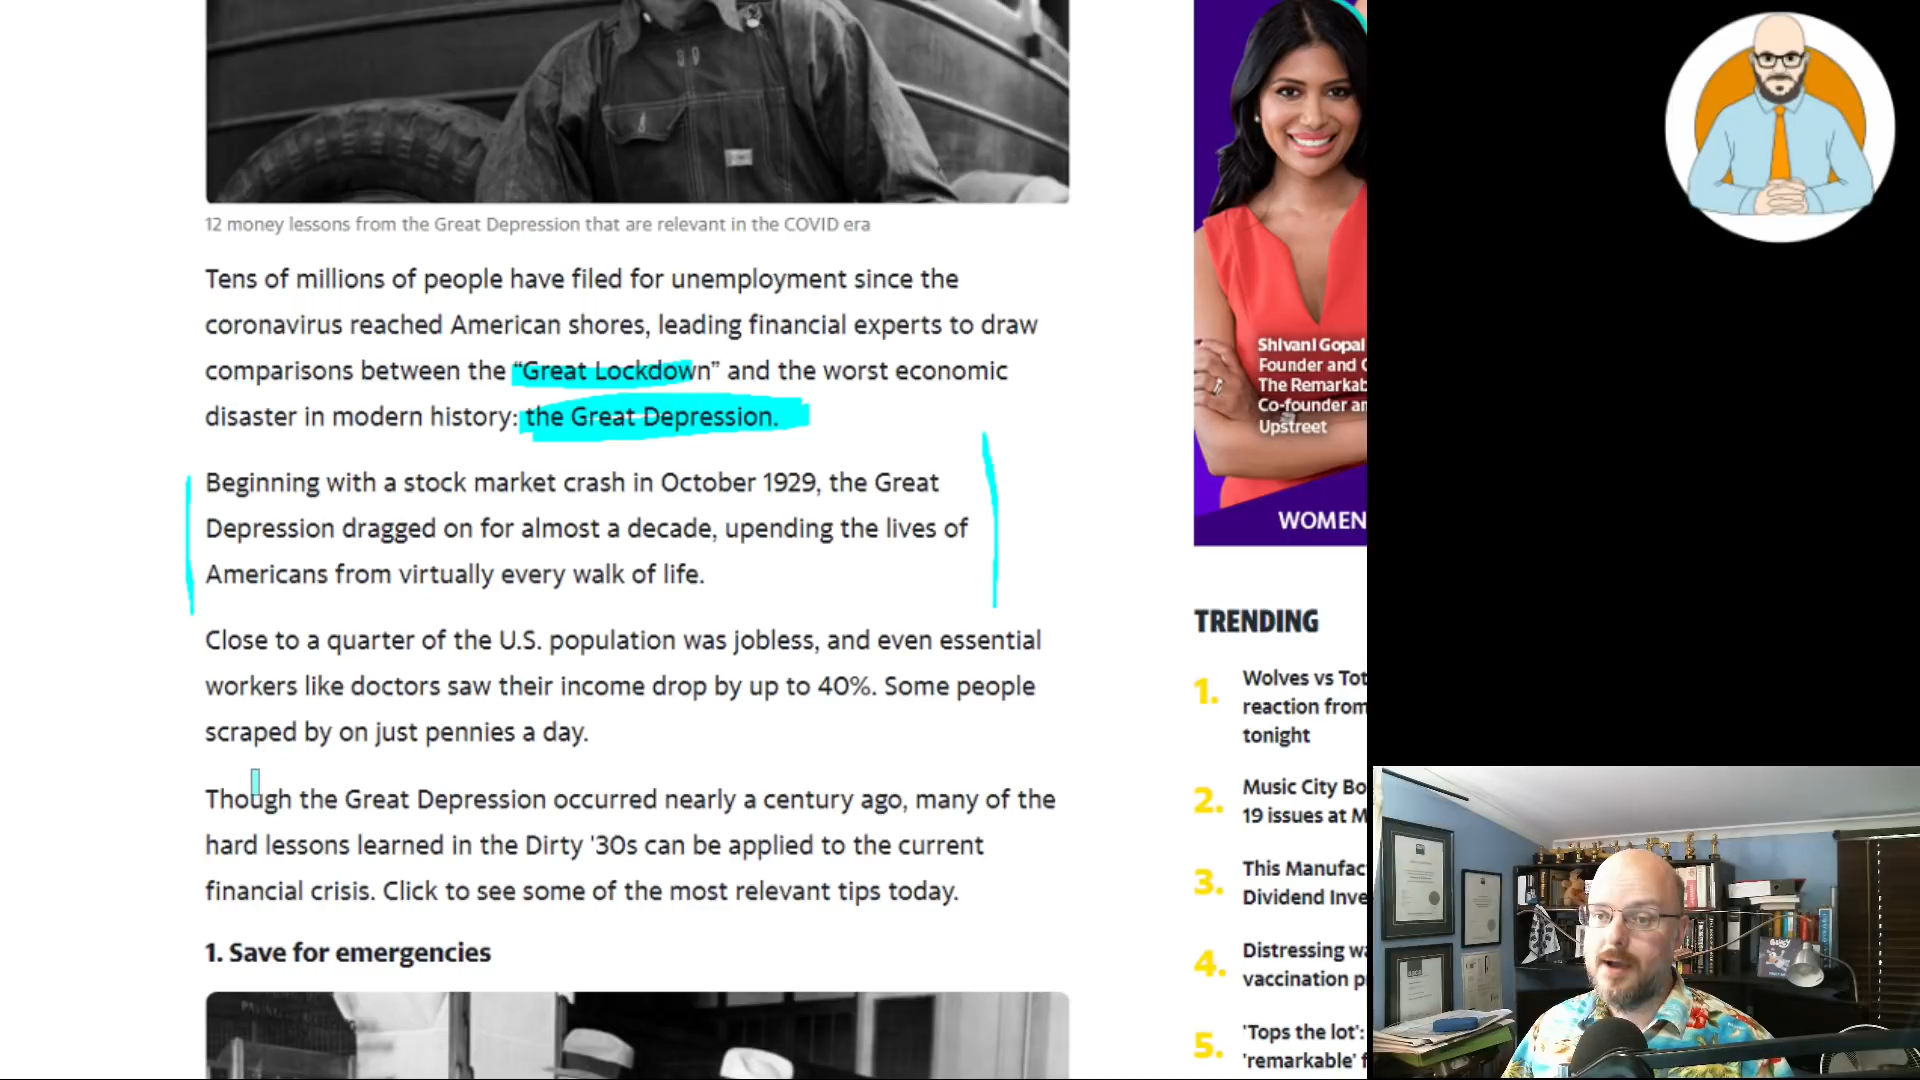 12 money lessons from the Great Depression that are relevant in the COVID era
Tens of millions of people have filed for unemployment since the
coronavirus reached American shores, leading financial experts to draw
comparisons between the “Great Lockdown” and the worst economic
disaster in modern history: the Great Depression.
Beginning with a stock market crash in October 1929, the Great
Depression dragged on for almost a decade, upending the lives of
Americans from virtually every walk of life.
Close to a quarter of the U.S. population was jobless, and even essential
workers like doctors saw their income drop by up to 40%. Some people
scraped by on just pennies a day.
Though the Great Depression occurred nearly a century ago, many of the
hard lessons learned in the Dirty '30s can be applied to the current
financial crisis. Click to see some of the most relevant tips today.
1. Save for emergencies
Shivani Gopal
Founder and C
The Remarkab
Co-founder an
Upstreet
WOMEN
TRENDING
1. Wolves vs Tot
reaction from
tonight
2. Music City Bo
19 issues at M
3. This Manufac
Dividend Inve
4. Distressing wa
vaccination p
5. 'Tops the lot':
'remarkable' f